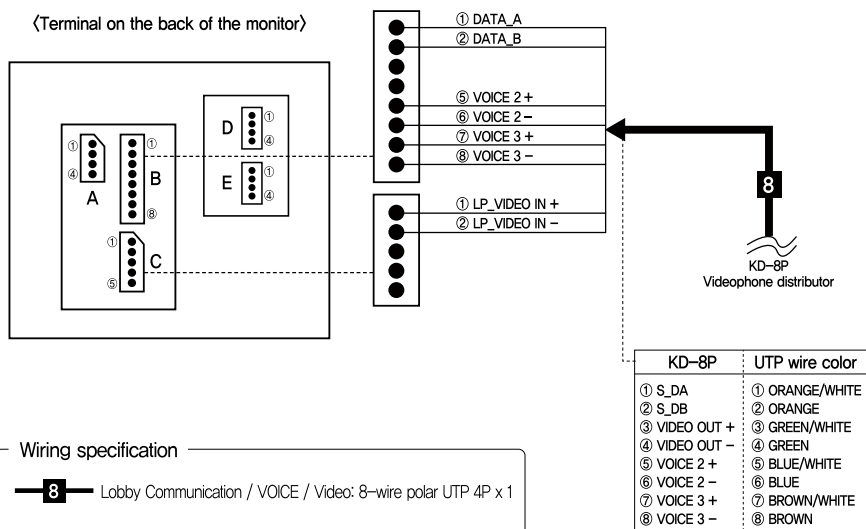 〈Terminal on the back of the monitor〉
① DATA_A
② DATA_B
⑤ VOICE 2 +
⑥ VOICE 2 −
⑦ VOICE 3 +
⑧ VOICE 3 −
① LP_VIDEO IN +
② LP_VIDEO IN −
①
④
A
①
B
⑧
D
①
④
E
①
④
①
C
⑤
8
KD−8P
Videophone distributor
KD−8P UTP wire color
① S_DA ① ORANGE/WHITE
② S_DB ② ORANGE
③ VIDEO OUT + ③ GREEN/WHITE
④ VIDEO OUT − ④ GREEN
⑤ VOICE 2 + ⑤ BLUE/WHITE
⑥ VOICE 2 − ⑥ BLUE
⑦ VOICE 3 + ⑦ BROWN/WHITE
⑧ VOICE 3 − ⑧ BROWN
Wiring specification
8 Lobby Communication / VOICE / Video: 8−wire polar UTP 4P x 1